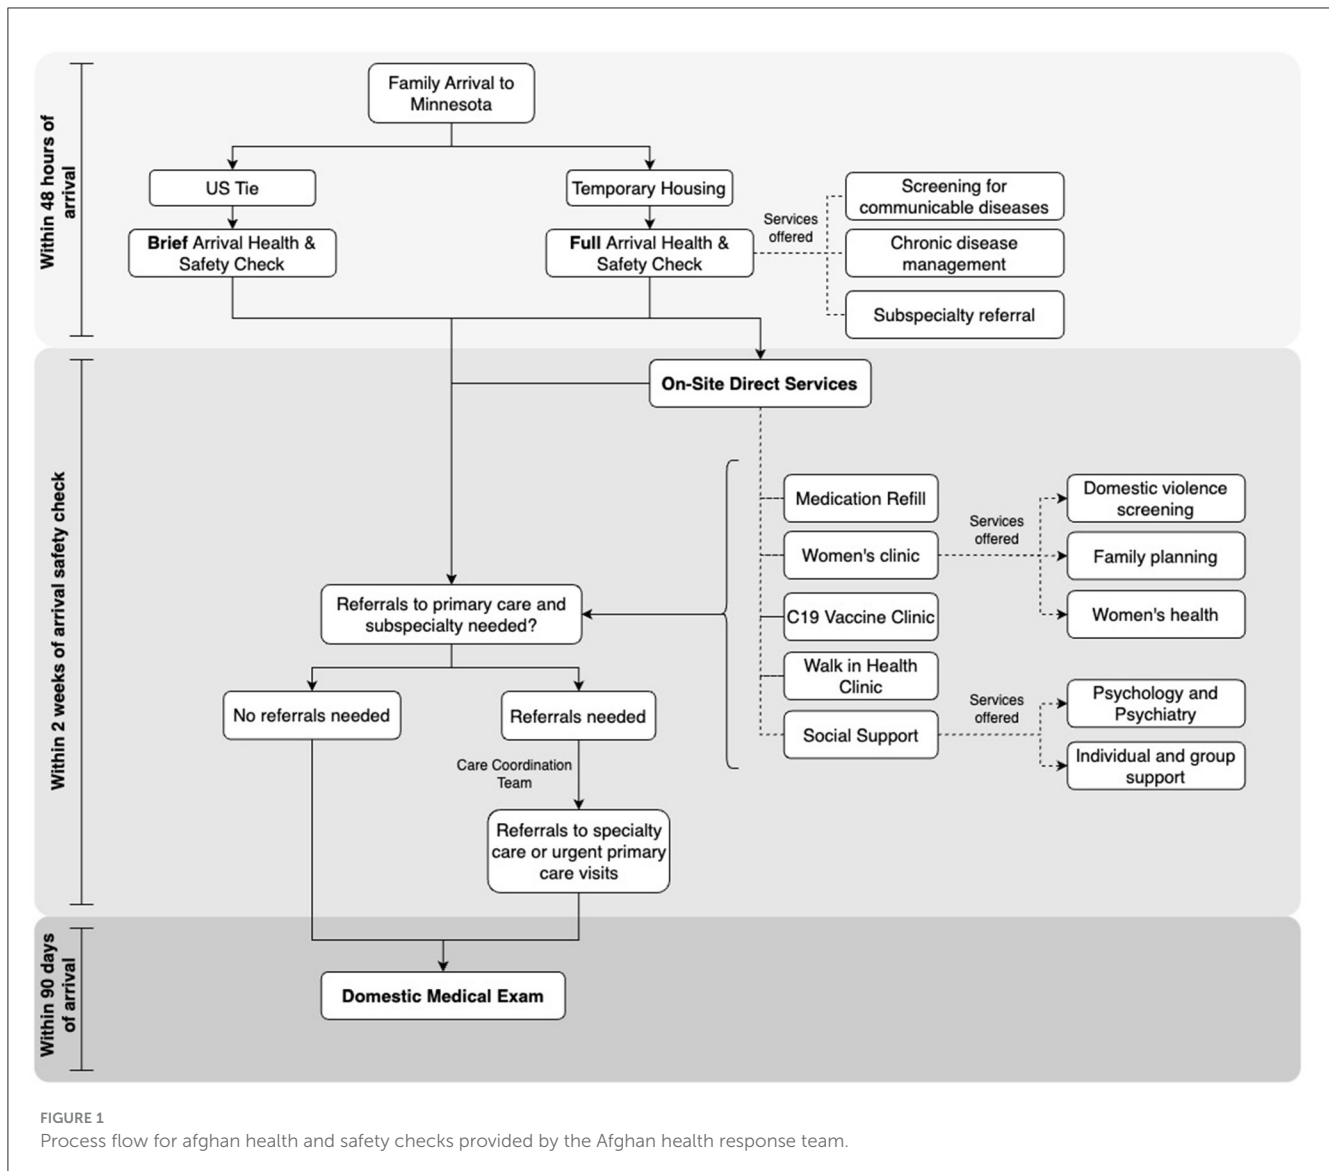 Within 48 hours of
arrival
Family Arrival to
Minnesota
US Tie
Temporary Housing
Brief Arrival Health &
Safety Check
Full Arrival Health &
Safety Check
Services
offered
Screening for
communicable diseases
Chronic disease
management
Subspecialty referral
Within 2 weeks of arrival safety check
On-Site Direct Services
Medication Refill
Women's clinic
C19 Vaccine Clinic
Walk in Health
Clinic
Social Support
Services
offered
Domestic violence
screening
Family planning
Women's health
Services
offered
Psychology and
Psychiatry
Individual and group
support
Referrals to primary care and
subspecialty needed?
No referrals needed
Referrals needed
Care Coordination
Team
Referrals to specialty
care or urgent primary
care visits
Within 90 days
of arrival
Domestic Medical Exam
FIGURE 1
Process flow for afghan health and safety checks provided by the Afghan health response team.